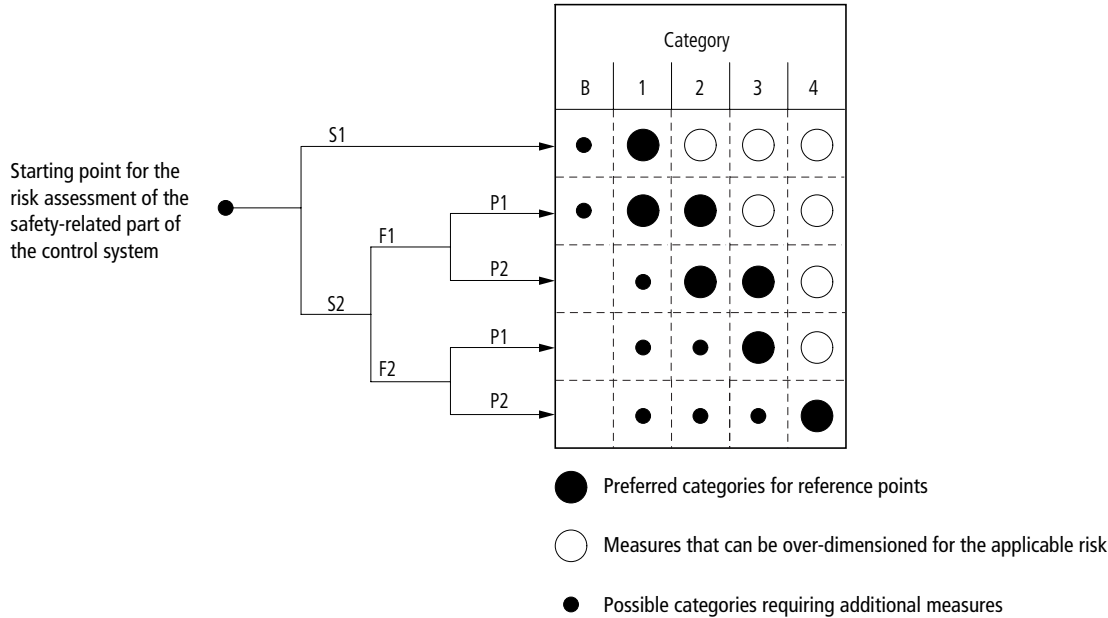 Category
B 1 2 3 4
S1
Starting point for the
risk assessment of the
safety-related part of
the control system
P1
F1
P2
S2
P1
F2
P2
Preferred categories for reference points
Measures that can be over-dimensioned for the applicable risk
Possible categories requiring additional measures